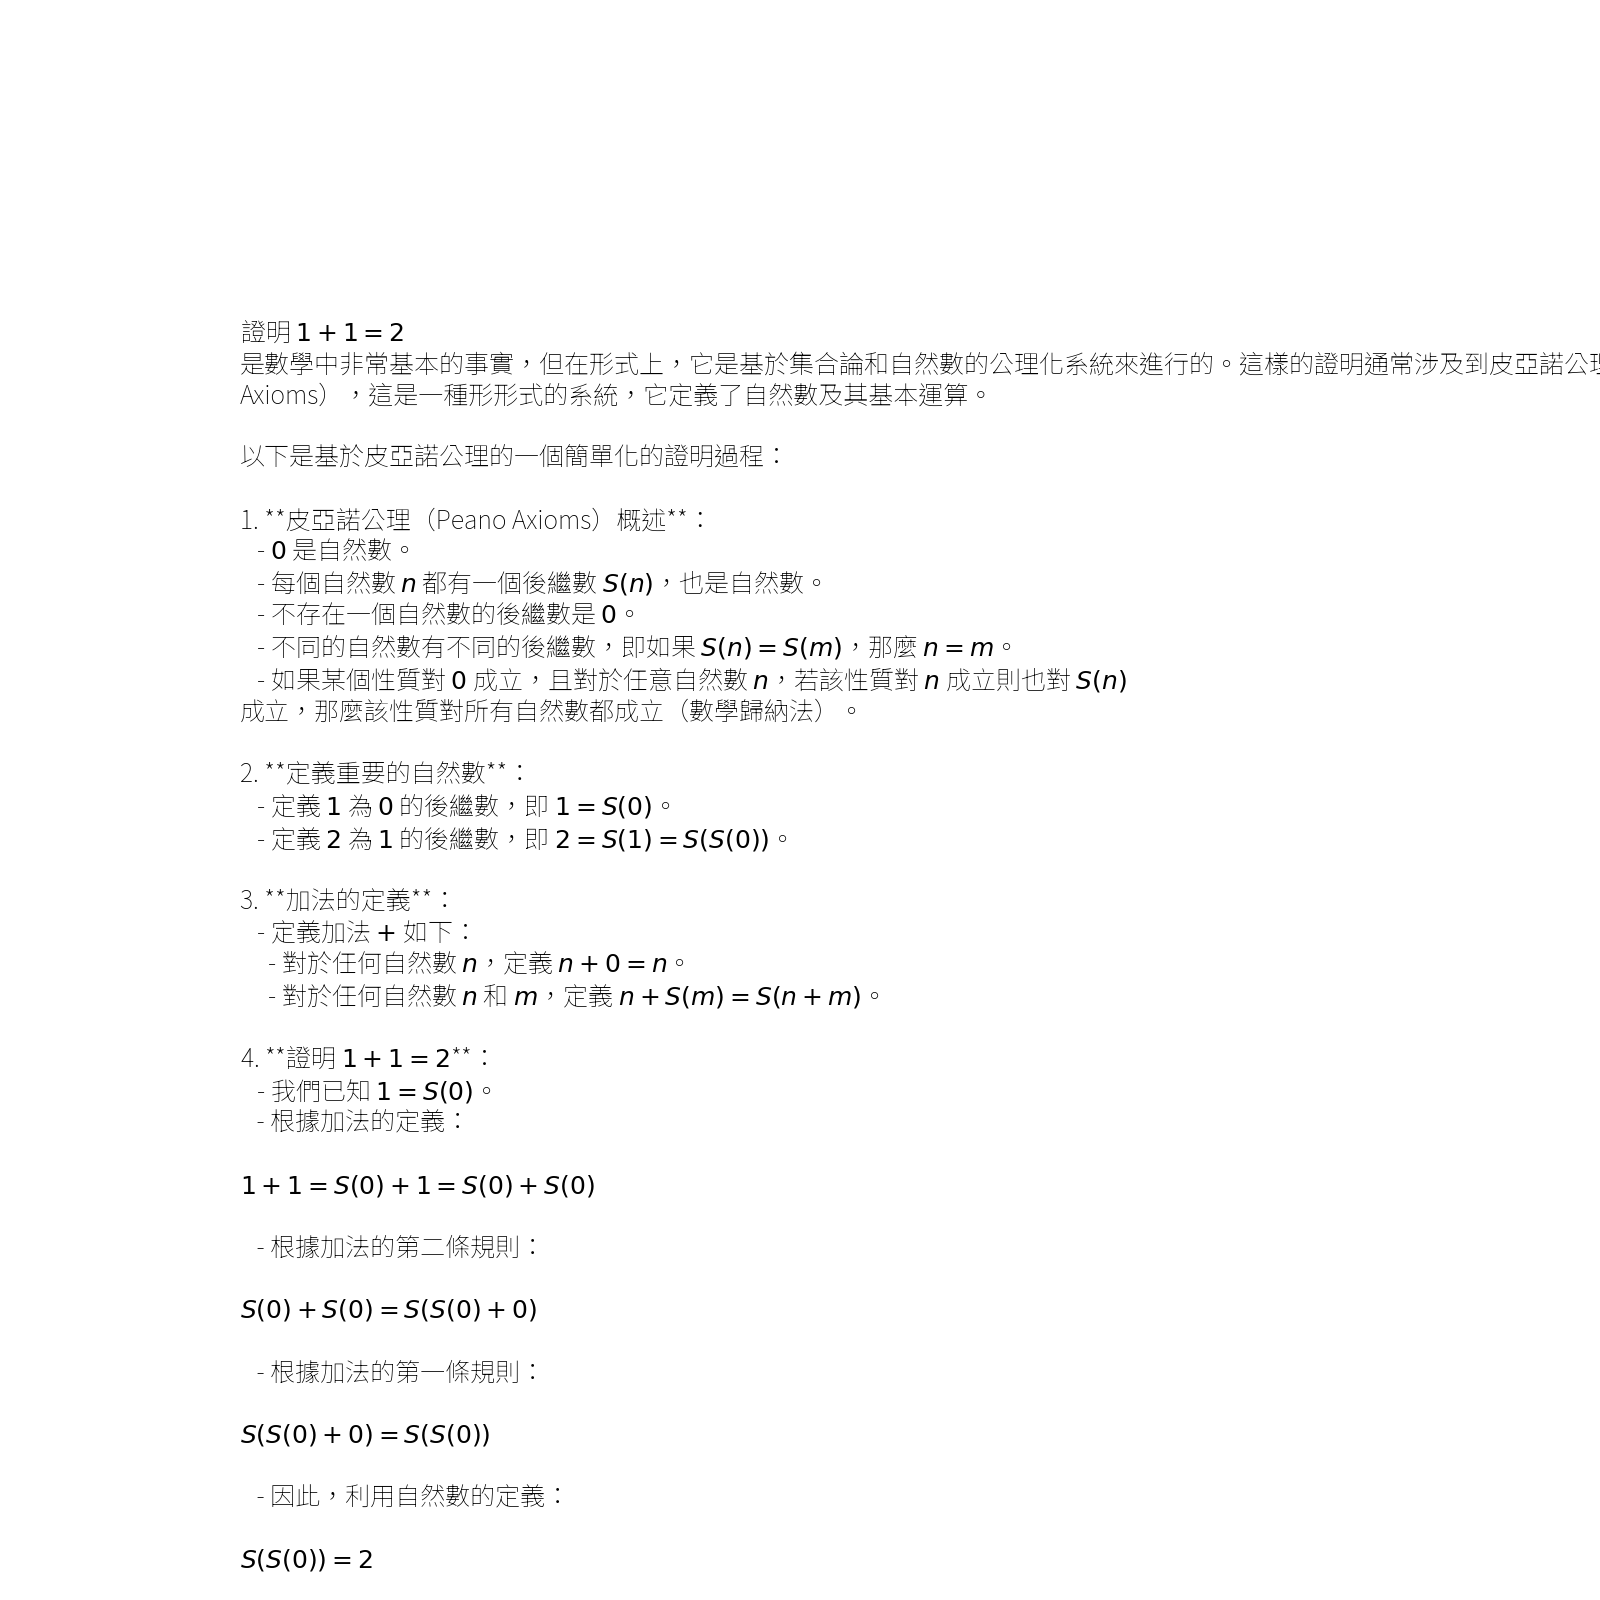 證明 1 + 1 = 2
是數學中非常基本的事實，但在形式上，它是基於集合論和自然數的公理化系統來進行的。這樣的證明通常涉及到皮亞諾公理
Axioms），這是一種形形式的系統，它定義了自然數及其基本運算。
以下是基於皮亞諾公理的一個簡單化的證明過程：
1. **皮亞諾公理（Peano Axioms）概述**：
- 0 是自然數。
- 每個自然數 n 都有一個後繼數 S(n)，也是自然數。
- 不存在一個自然數的後繼數是 0。
- 不同的自然數有不同的後繼數，即如果 S(n) = S(m)，那麼 n = m。
- 如果某個性質對 0 成立，且對於任意自然數 n，若該性質對 n 成立則也對 S(n)
成立，那麼該性質對所有自然數都成立（數學歸納法）。
2. **定義重要的自然數**：
- 定義 1 為 0 的後繼數，即 1 = S(0)。
- 定義 2 為 1 的後繼數，即 2 = S(1) = S(S(0))。
3. **加法的定義**：
- 定義加法 + 如下：
- 對於任何自然數 n，定義 n + 0 = n。
- 對於任何自然數 n 和 m，定義 n + S(m) = S(n + m)。
4. **證明 1 + 1 = 2**：
- 我們已知 1 = S(0)。
- 根據加法的定義：
1 + 1 = S(0) + 1 = S(0) + S(0)
- 根據加法的第二條規則：
S(0) + S(0) = S(S(0) + 0)
- 根據加法的第一條規則：
S(S(0) + 0) = S(S(0))
- 因此，利用自然數的定義：
S(S(0)) = 2